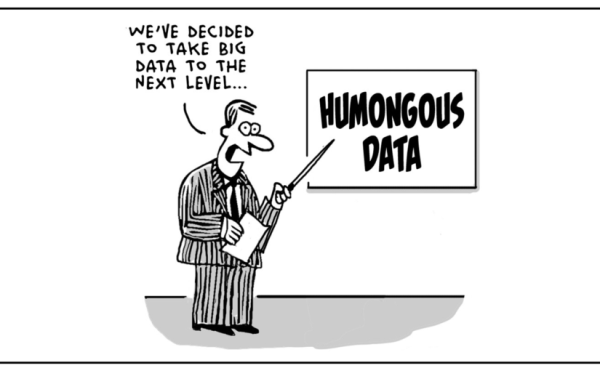 WE'VE DECIDED
TO TAKE BIG
DATA TO THE
NEXT LEVEL...
HUMONGOUS
DATA